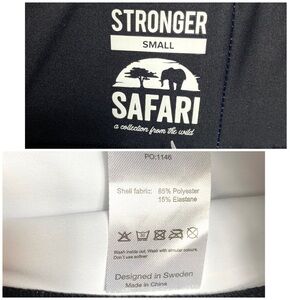 STRONGER
SMALL
SAFARI
a collection from the wild
PO:1146
Shell fabric: 85% Polyester
15% Elastane
Wash inside out, Wash with similar colours.
Don´t use softner
Designed in Sweden
Made in China